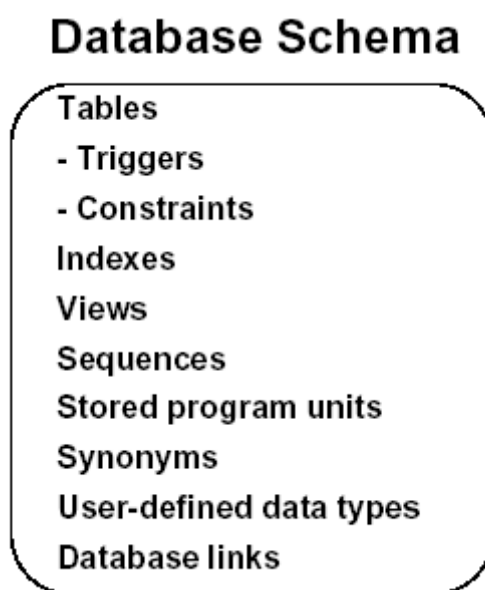 Database Schema
Tables
- Triggers
- Constraints
Indexes
Views
Sequences
Stored program units
Synonyms
User-defined data types
Database links